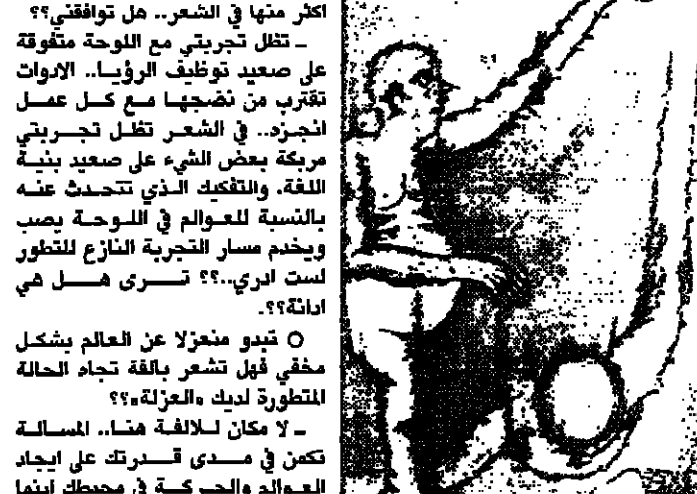 اكثر منها في الشعر.. هل توافقني؟؟
ـ تظل تجربتي مع اللوحة متفوقة
على صعيد توظيف الرؤيا.. الادوات
تقترب من نضجها مع كل عمل
انجزه.. في الشعر تظل تجربتي
مربكة بعض الشيء على صعيد بنية
اللغة، والتفكيك الذي تتحدث عنه
بالنسبة للعوالم في اللوحة يصب
ويخدم مسار التجربة النازع للتطور
لست ادري..؟؟ ترى هل هي
ادانة؟؟.
○ تبدو منعزلا عن العالم بشكل
مخفي فهل تشعر بألفة تجاه الحالة
المتطورة لديك «العزلة»؟؟
ـ لا مكان للالفة هنا.. المسالة
تكمن في مدى قدرتك على ايجاد
العوالم والحركة في محيطك اينما